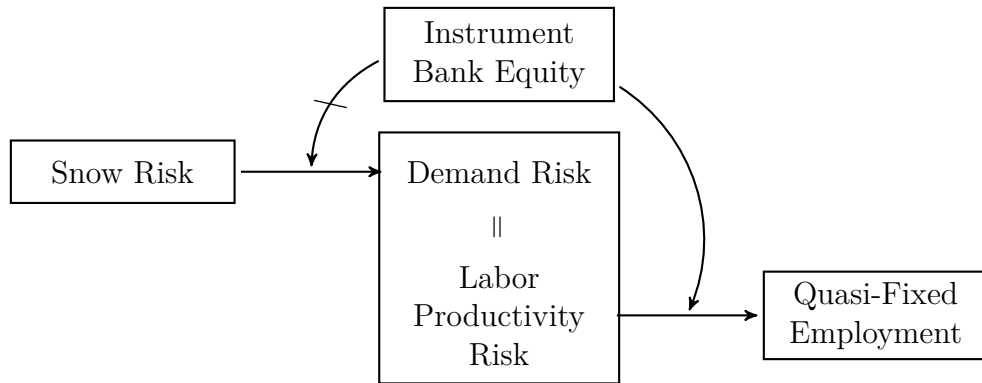 Instrument
Bank Equity
Snow Risk
Demand Risk
=
Labor
Productivity
Risk
Quasi-Fixed
Employment